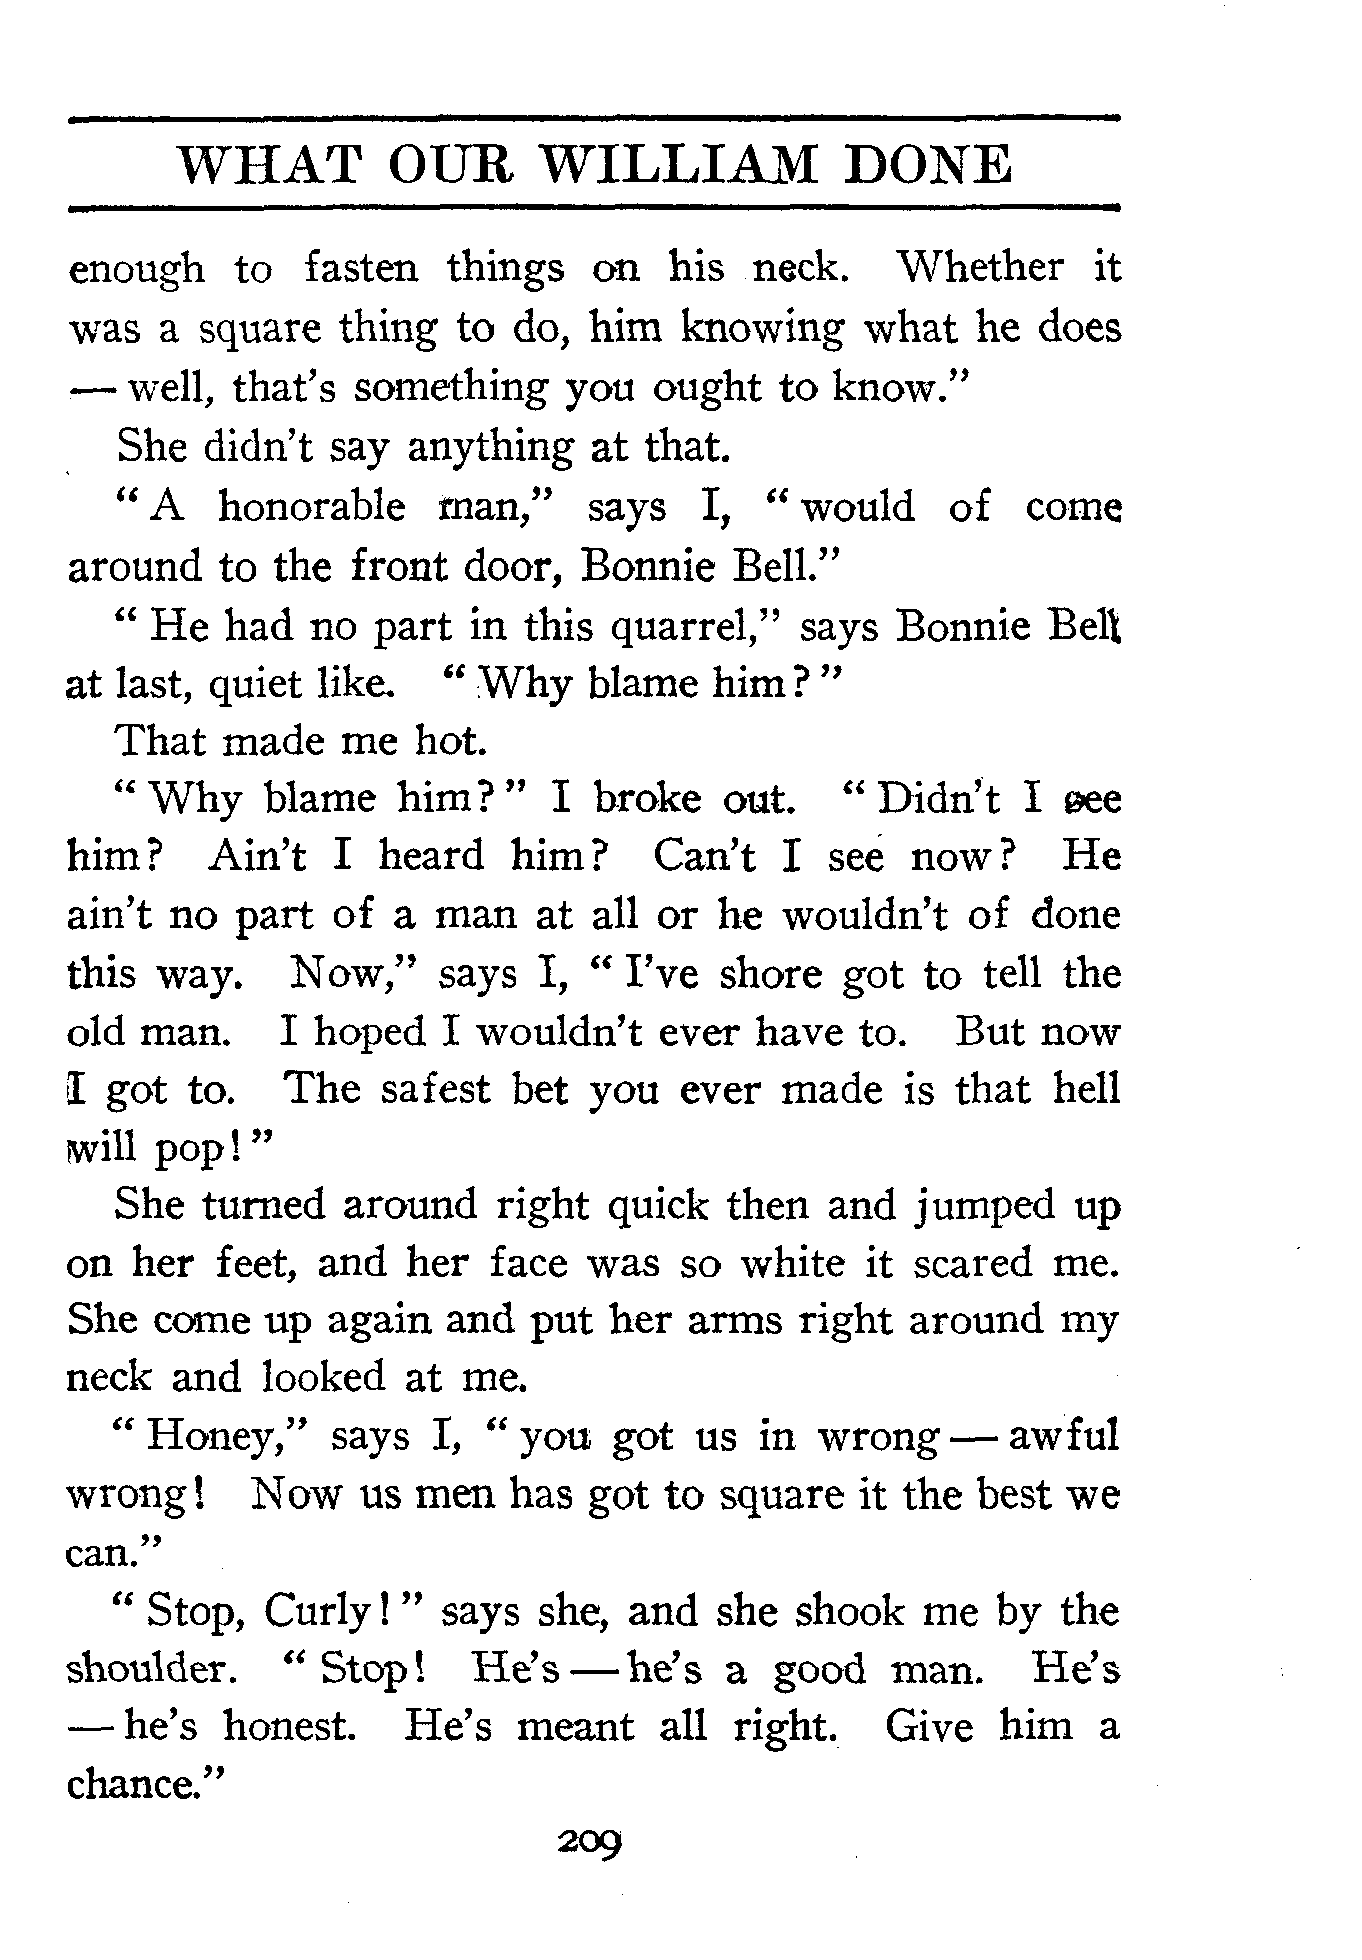 WHAT OUR WILLIAM DONE
enough to fasten things on his neck. Whether it
was a square thing to do, him knowing what he does
— well, that's something you ought to know."
She didn't say anything at that.
"A honorable man," says I, "would of come
around to the front door, Bonnie Bell."
"He had no part in this quarrel," says Bonnie Bell
at last, quiet like. "Why blame him?"
That made me hot.
"Why blame him?" I broke out. "Didn't I see
him? Ain't I heard him? Can't I see now? He
ain't no part of a man at all or he wouldn't of done
this way. Now," says I, "I've shore got to tell the
old man. I hoped I wouldn't ever have to. But now
I got to. The safest bet you ever made is that hell
will pop!"
She turned around right quick then and jumped up
on her feet, and her face was so white it scared me.
She come up again and put her arms right around my
neck and looked at me.
"Honey," says I, "you got us in wrong — awful
wrong! Now us men has got to square it the best we
can."
"Stop, Curly!" says she, and she shook me by the
shoulder. "Stop! He's — he's a good man. He's
— he's honest. He's meant all right. Give him a
chance."
209